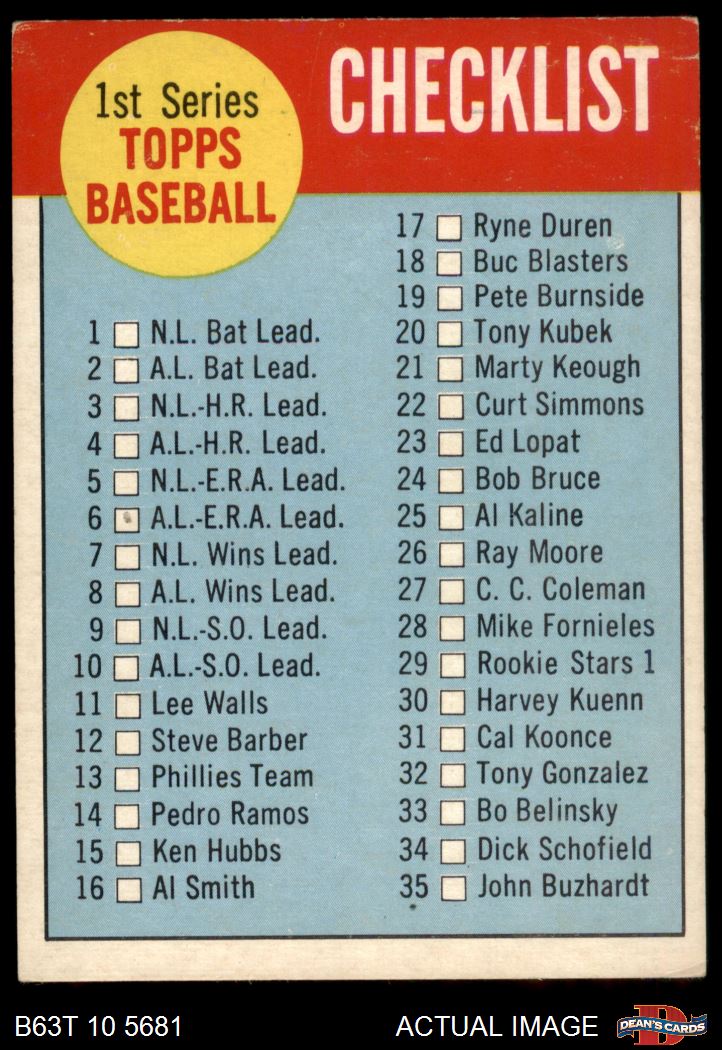 1st Series
TOPPS
BASEBALL
CHECKLIST
1 N.L. Bat Lead.
2 A.L. Bat Lead.
3 N.L.-H.R. Lead.
4 A.L.-H.R. Lead.
5 N.L.-E.R.A. Lead.
6 A.L.-E.R.A. Lead.
7 N.L. Wins Lead.
8 A.L. Wins Lead.
9 N.L.-S.O. Lead.
10 A.L.-S.O. Lead.
11 Lee Walls
12 Steve Barber
13 Phillies Team
14 Pedro Ramos
15 Ken Hubbs
16 Al Smith
17 Ryne Duren
18 Buc Blasters
19 Pete Burnside
20 Tony Kubek
21 Marty Keough
22 Curt Simmons
23 Ed Lopat
24 Bob Bruce
25 Al Kaline
26 Ray Moore
27 C. C. Coleman
28 Mike Fornieles
29 Rookie Stars 1
30 Harvey Kuenn
31 Cal Koonce
32 Tony Gonzalez
33 Bo Belinsky
34 Dick Schofield
35 John Buzhardt
B63T 10 5681
ACTUAL IMAGE
DEAN'S CARDS